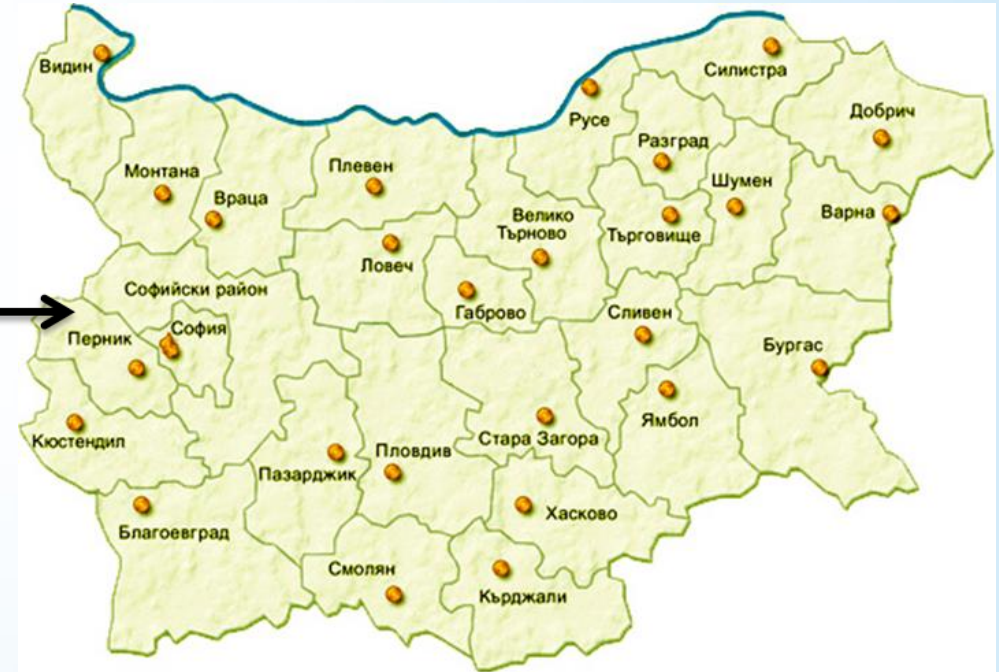 Видин
Силистра
Русе
Добрич
Разград
Плевен
Монтана
Шумен
Враца
Варна
Велико
Търново
Търговище
Ловеч
Софийски район
Габрово
Сливен
София
Перник
Бургас
Ямбол
Кюстендил
Стара Загора
Пловдив
Пазарджик
Хасково
Благоевград
Смолян
Кърджали